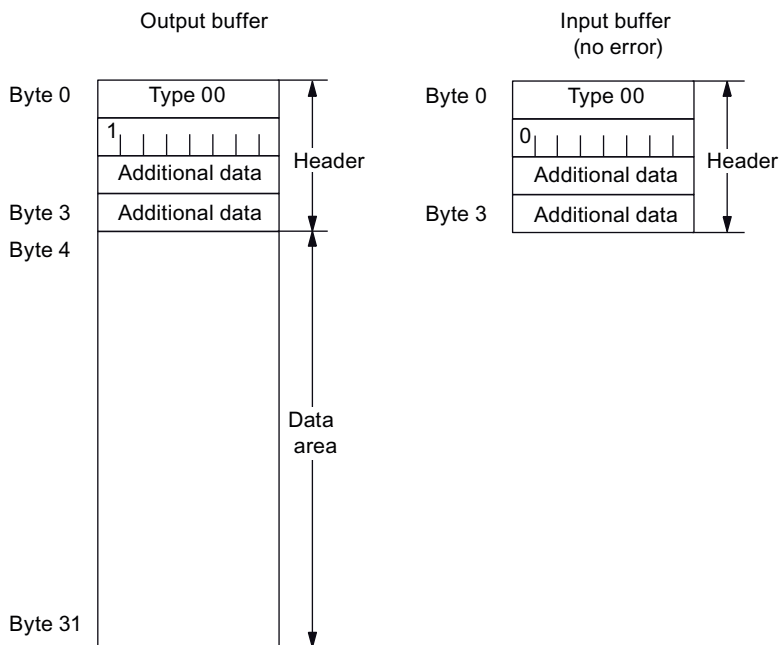 Output buffer
Input buffer
(no error)
Byte 0
Type 00
1
Header
Additional data
Byte 3
Additional data
Byte 4
Data
area
Byte 31
Byte 0
Type 00
0
Header
Additional data
Byte 3
Additional data